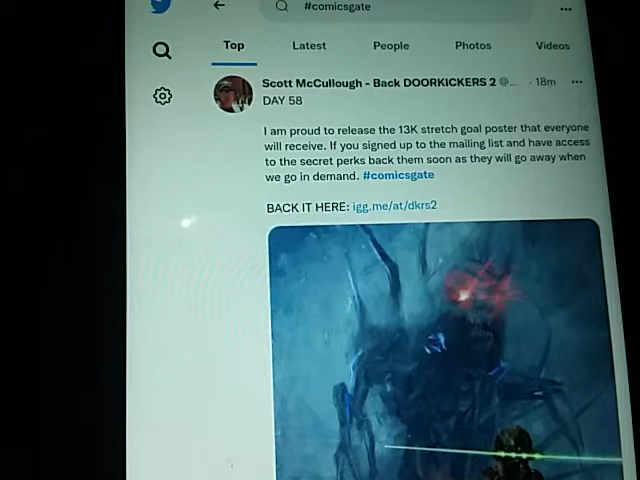 #comicsgate
Top Latest People Photos Videos
Scott McCullough - Back DOORKICKERS 2 @... · 18m
DAY 58
I am proud to release the 13K stretch goal poster that everyone
will receive. If you signed up to the mailing list and have access
to the secret perks back them soon as they will go away when
we go in demand. #comicsgate
BACK IT HERE: igg.me/at/dkrs2